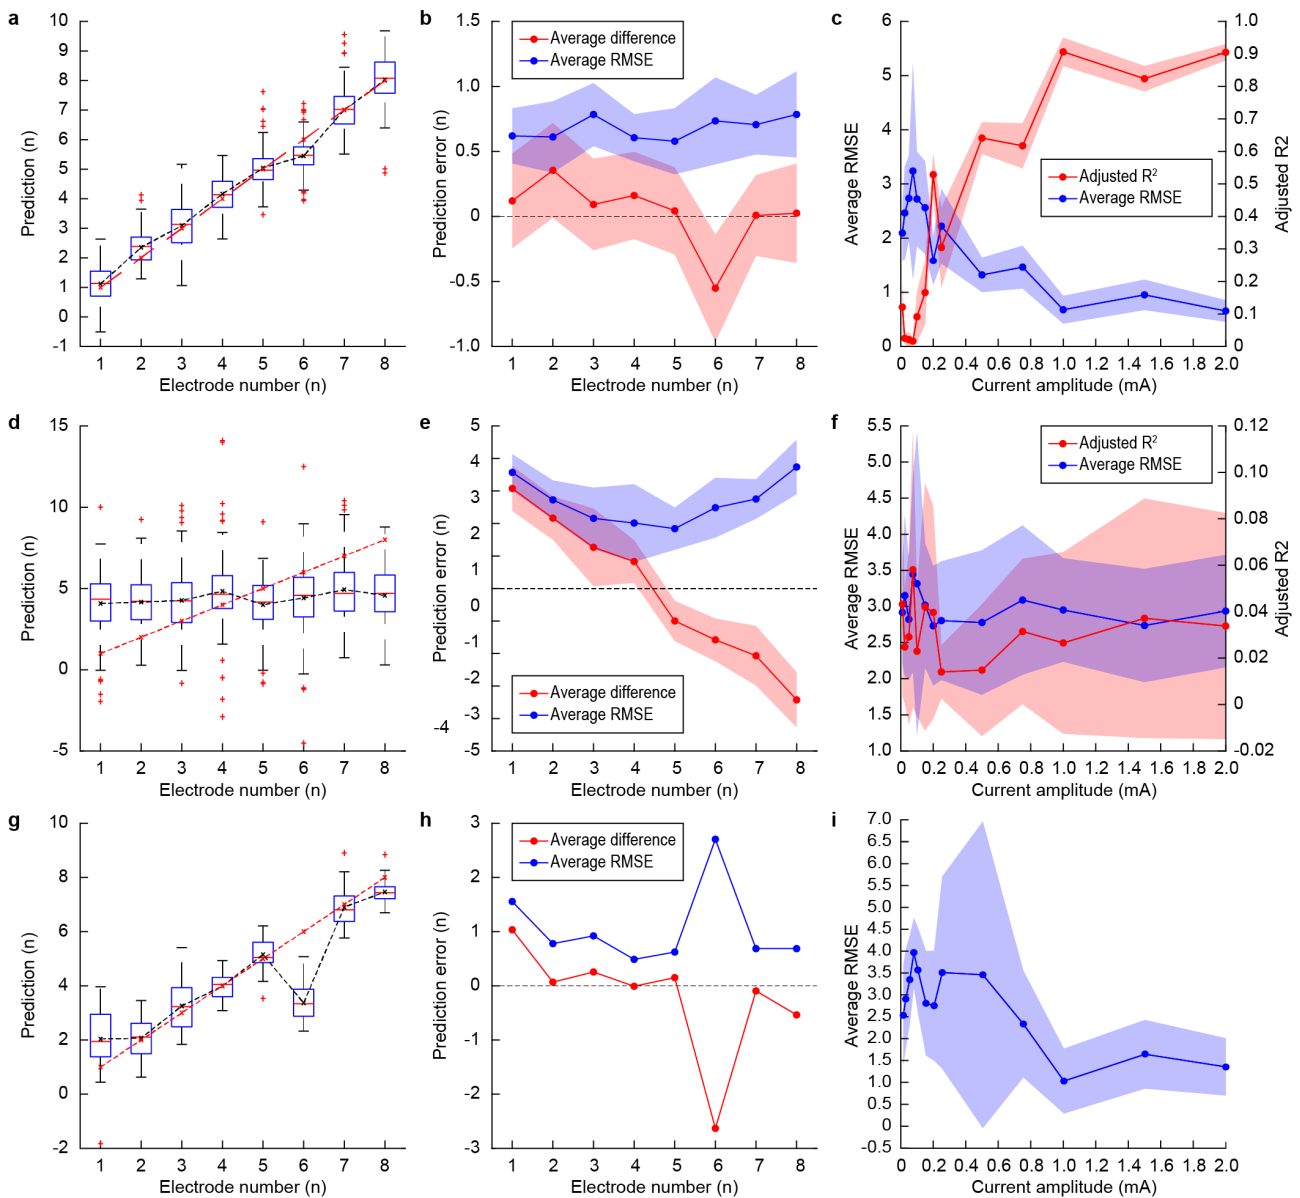 a
10
9
8
7
6
5
4
3
2
1
0
-1
Prediction (n)
1 2 3 4 5 6 7 8
Electrode number (n)
b
1.5
1.0
0.5
0
-0.5
-1.0
Prediction error (n)
Average difference
Average RMSE
1 2 3 4 5 6 7 8
Electrode number (n)
c
6
5
4
3
2
1
0
Average RMSE
Adjusted R²
Average RMSE
1.0
0.9
0.8
0.7
0.6
0.5
0.4
0.3
0.2
0.1
0
Adjusted R2
0 0.2 0.4 0.6 0.8 1.0 1.2 1.4 1.6 1.8 2.0
Current amplitude (mA)
d
15
10
5
0
-5
Prediction (n)
1 2 3 4 5 6 7 8
Electrode number (n)
e
5
4
3
2
1
0
-1
-2
-3
-4
-5
Prediction error (n)
Average difference
Average RMSE
1 2 3 4 5 6 7 8
Electrode number (n)
f
5.5
5.0
4.5
4.0
3.5
3.0
2.5
2.0
1.5
1.0
Average RMSE
Adjusted R²
Average RMSE
0.12
0.10
0.08
0.06
0.04
0.02
0
-0.02
Adjusted R2
0 0.2 0.4 0.6 0.8 1.0 1.2 1.4 1.6 1.8 2.0
Current amplitude (mA)
g
10
8
6
4
2
0
-2
Prediction (n)
1 2 3 4 5 6 7 8
Electrode number (n)
h
3
2
1
0
-1
-2
-3
Prediction error (n)
Average difference
Average RMSE
1 2 3 4 5 6 7 8
Electrode number (n)
i
7.0
6.5
6.0
5.5
5.0
4.5
4.0
3.5
3.0
2.5
2.0
1.5
1.0
0.5
0
-0.5
Average RMSE
0 0.2 0.4 0.6 0.8 1.0 1.2 1.4 1.6 1.8 2.0
Current amplitude (mA)